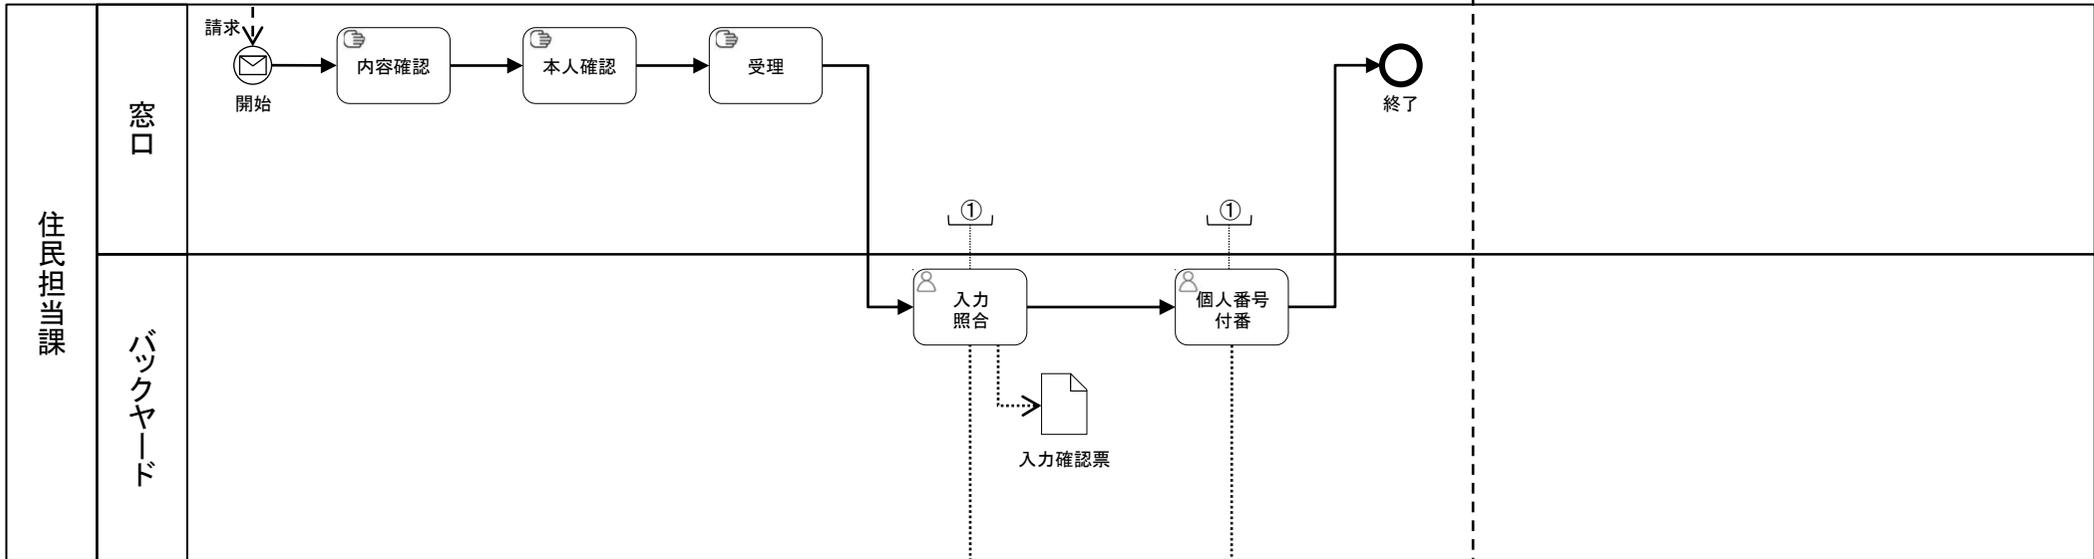 住民担当課
窓口
請求
開始
内容確認
本人確認
受理
終了
①
①
バックヤード
入力
照合
個人番号
付番
入力確認票